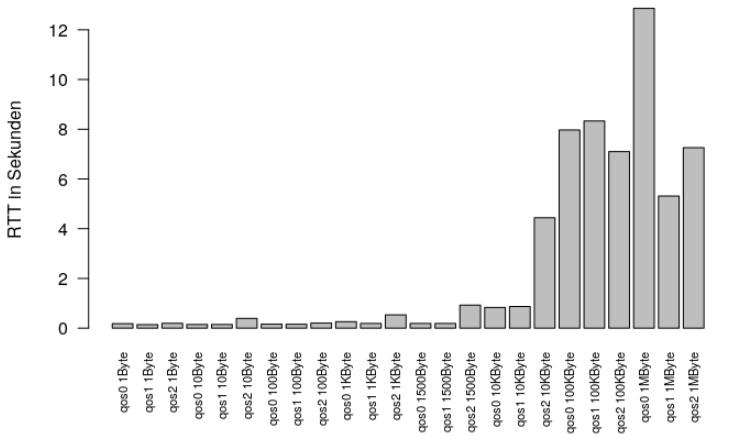 RTT in Sekunden
12
10
8
6
4
2
0
qos0 1Byte
qos1 1Byte
qos2 1Byte
qos0 10Byte
qos1 10Byte
qos2 10Byte
qos0 100Byte
qos1 100Byte
qos2 100Byte
qos0 1KByte
qos1 1KByte
qos2 1KByte
qos0 1500Byte
qos1 1500Byte
qos2 1500Byte
qos0 10KByte
qos1 10KByte
qos2 10KByte
qos0 100KByte
qos1 100KByte
qos2 100KByte
qos0 1MByte
qos1 1MByte
qos2 1MByte